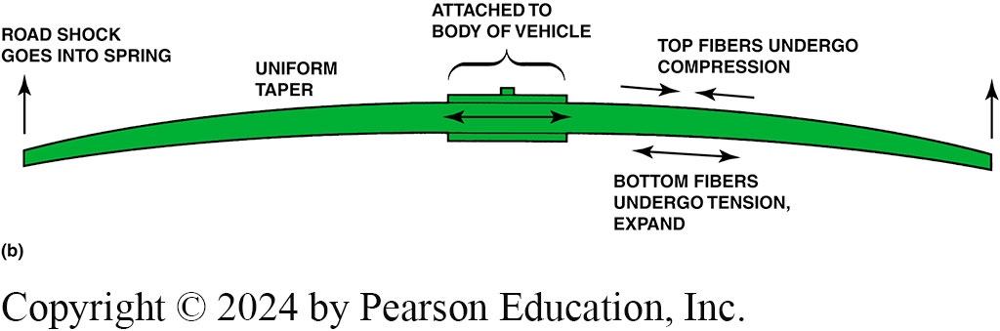 ATTACHED TO
BODY OF VEHICLE
ROAD SHOCK
GOES INTO SPRING
UNIFORM
TAPER
TOP FIBERS UNDERGO
COMPRESSION
BOTTOM FIBERS
UNDERGO TENSION,
EXPAND
(b)
Copyright © 2024 by Pearson Education, Inc.